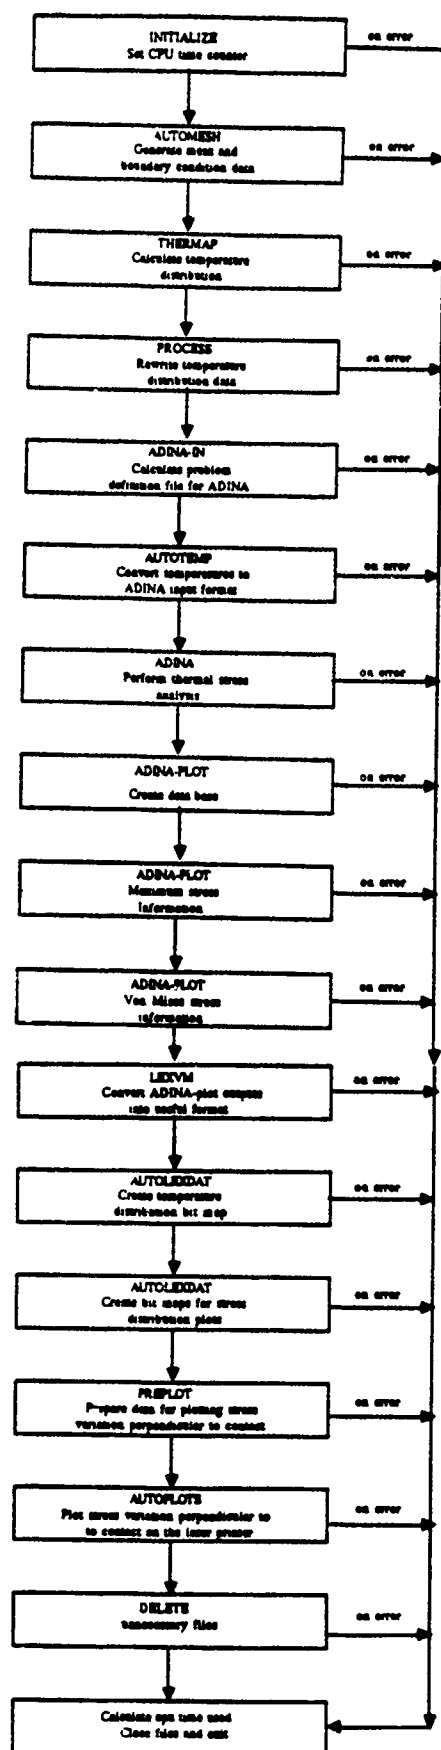 INITIALIZE
Set CPU time counter
on error
AUTOMESH
Generate mesh and
boundary condition data
on error
THERMAP
Calculate temperature
distribution
on error
PROCESS
Rewrite temperature
distribution data
on error
ADINA-IN
Calculate problem
definition file for ADINA
on error
AUTOTEMP
Convert temperatures to
ADINA input format
on error
ADINA
Perform thermal stress
analysis
on error
ADINA-PLOT
Create data base
on error
ADINA-PLOT
Maximum stress
Information
on error
ADINA-PLOT
Von Mises stress
information
on error
LEXVM
Convert ADINA-plot outputs
into useful format
on error
AUTOLEXDAT
Create temperature
distribution bit map
on error
AUTOLEXDAT
Create bit maps for stress
distribution plots
on error
PREPLOT
Prepare data for plotting stress
variation perpendicular to contact
on error
AUTOPLOTS
Plot stress variation perpendicular to
to contact on the laser printer
on error
DELETE
unnecessary files
on error
Calculate cpu time used
Close files and exit